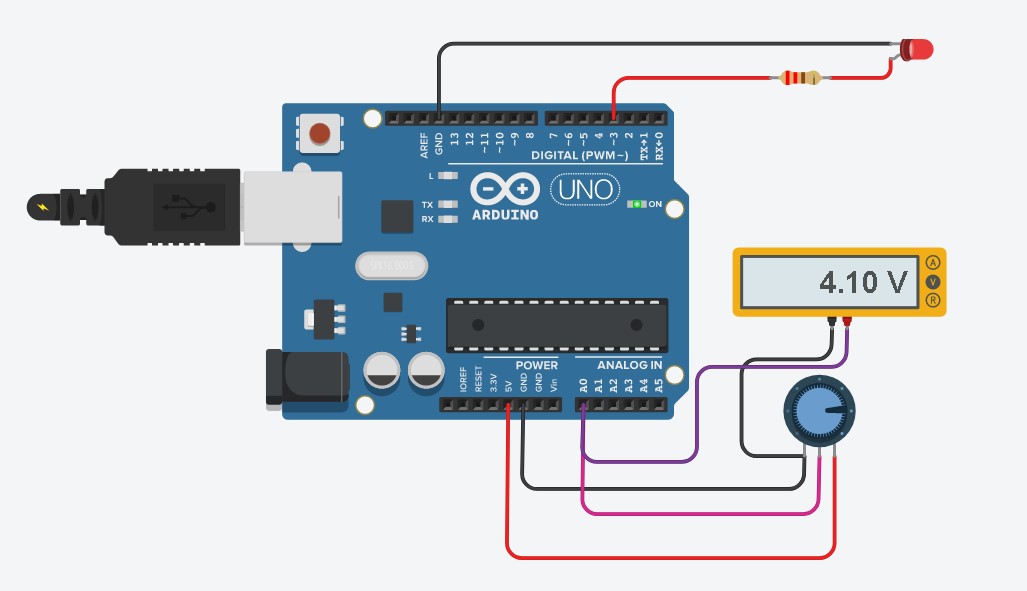 AREF
GND
13
12
~11
~10
~9
8
7
~6
~5
4
~3
2
TX→1
RX←0
DIGITAL (PWM~)
L
TX
RX
UNO
ARDUINO
ON
A
V
R
4.10 V
POWER
ANALOG IN
IOREF
RESET
3.3V
5V
GND
GND
Vin
A0
A1
A2
A3
A4
A5